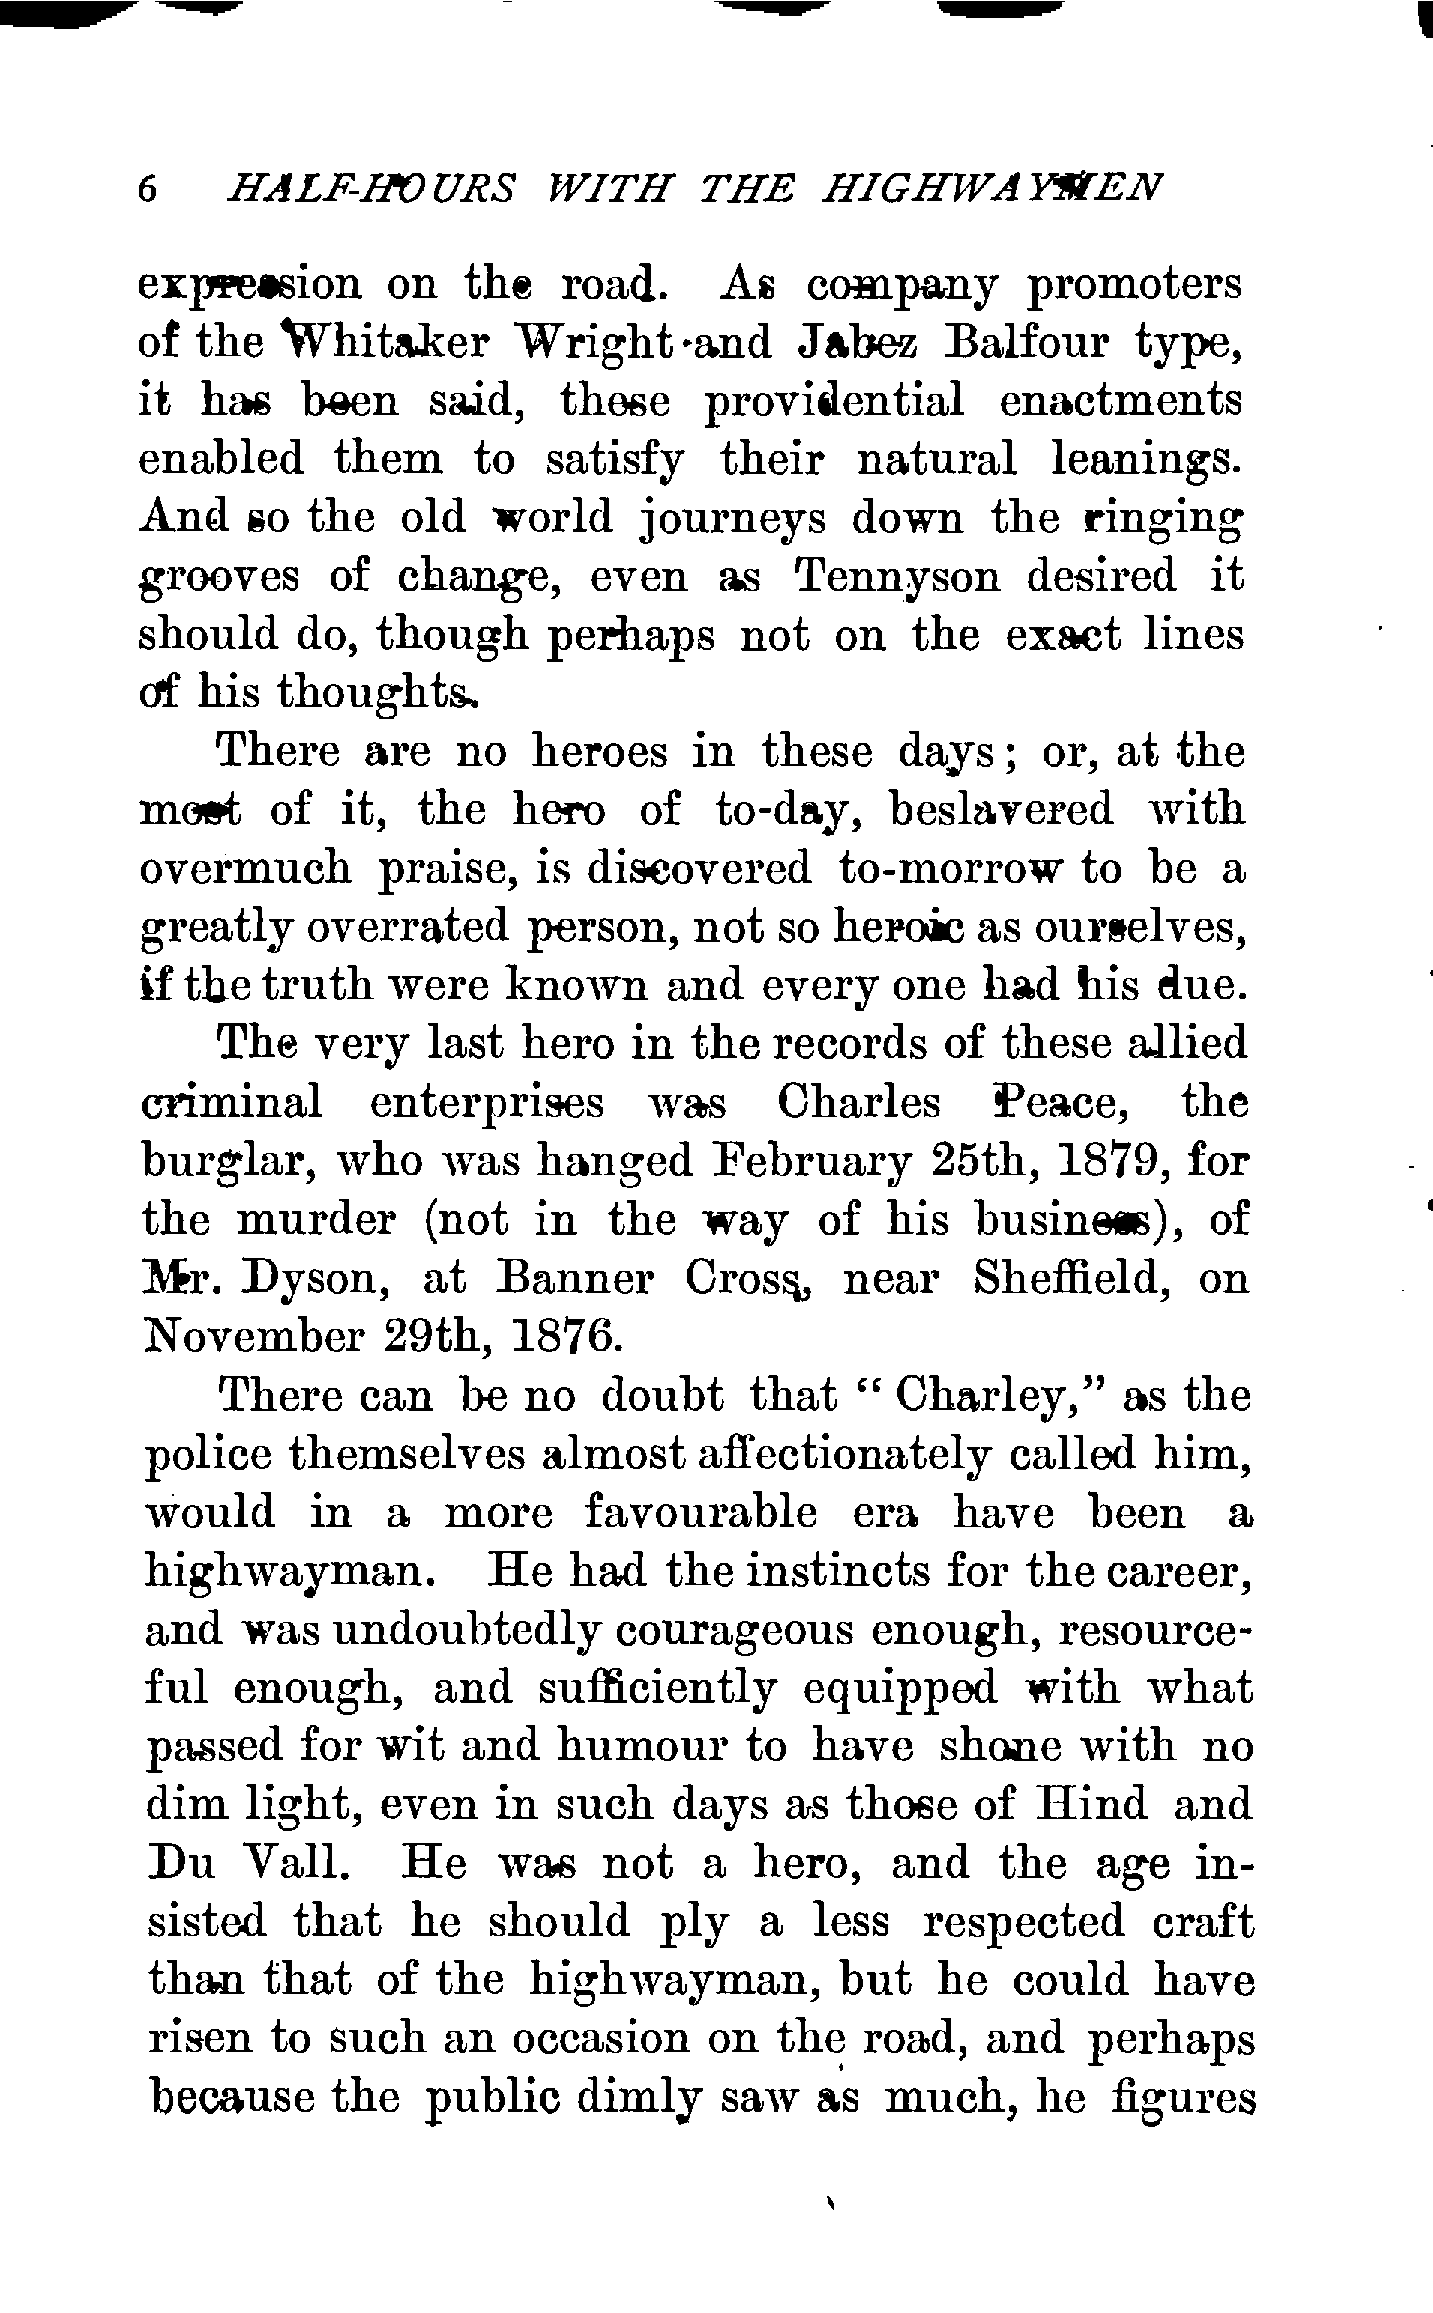 6 HALF-HOURS WITH THE HIGHWAYMEN
expression on the road. As company promoters
of the Whitaker Wright and Jabez Balfour type,
it has been said, these providential enactments
enabled them to satisfy their natural leanings.
And so the old world journeys down the ringing
grooves of change, even as Tennyson desired it
should do, though perhaps not on the exact lines
of his thoughts.
There are no heroes in these days; or, at the
most of it, the hero of to-day, beslavered with
overmuch praise, is discovered to-morrow to be a
greatly overrated person, not so heroic as ourselves,
if the truth were known and every one had his due.
The very last hero in the records of these allied
criminal enterprises was Charles Peace, the
burglar, who was hanged February 25th, 1879, for
the murder (not in the way of his business), of
Mr. Dyson, at Banner Cross, near Sheffield, on
November 29th, 1876.
There can be no doubt that "Charley," as the
police themselves almost affectionately called him,
would in a more favourable era have been a
highwayman. He had the instincts for the career,
and was undoubtedly courageous enough, resource-
ful enough, and sufficiently equipped with what
passed for wit and humour to have shone with no
dim light, even in such days as those of Hind and
Du Vall. He was not a hero, and the age in-
sisted that he should ply a less respected craft
than that of the highwayman, but he could have
risen to such an occasion on the road, and perhaps
because the public dimly saw as much, he figures